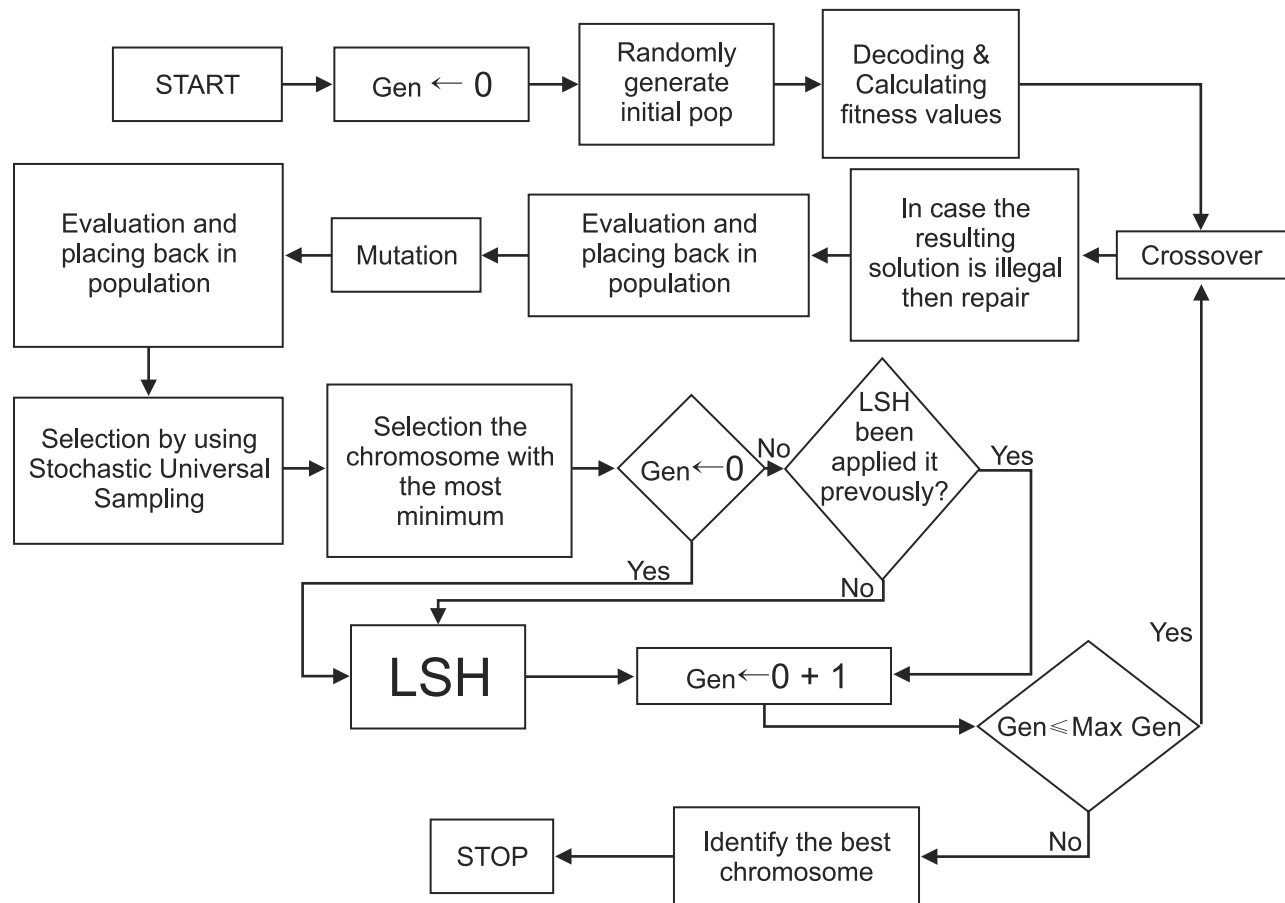 START
Gen ← 0
Randomly
generate
initial pop
Decoding &
Calculating
fitness values
Evaluation and
placing back in
population
Mutation
Evaluation and
placing back in
population
In case the
resulting
solution is illegal
then repair
Crossover
Selection by using
Stochastic Universal
Sampling
Selection the
chromosome with
the most
minimum
Gen←0
No
LSH
been
applied it
prevously?
Yes
Yes
No
LSH
Gen←0 + 1
Yes
Gen≤Max Gen
No
Identify the best
chromosome
STOP